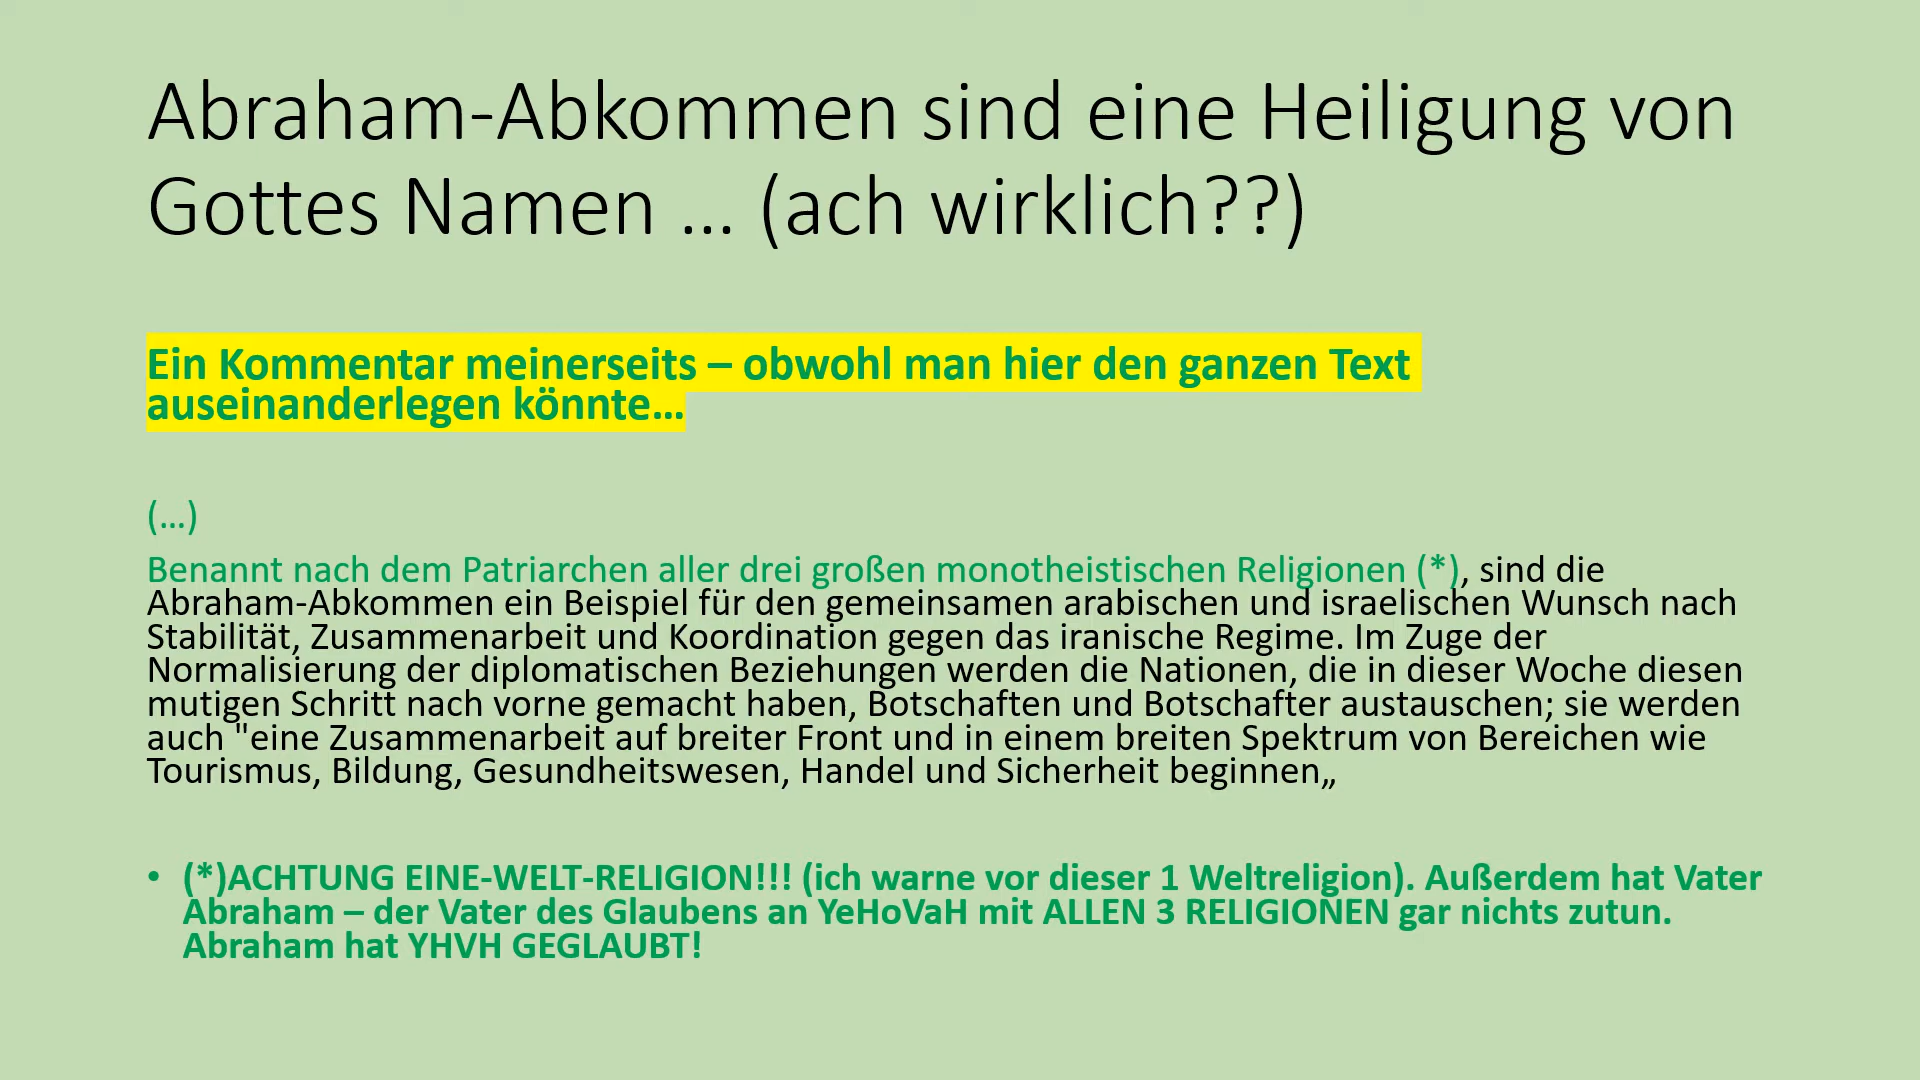 Abraham-Abkommen sind eine Heiligung von
Gottes Namen … (ach wirklich??)
Ein Kommentar meinerseits – obwohl man hier den ganzen Text
auseinanderlegen könnte…
(…)
Benannt nach dem Patriarchen aller drei großen monotheistischen Religionen (*), sind die
Abraham-Abkommen ein Beispiel für den gemeinsamen arabischen und israelischen Wunsch nach
Stabilität, Zusammenarbeit und Koordination gegen das iranische Regime. Im Zuge der
Normalisierung der diplomatischen Beziehungen werden die Nationen, die in dieser Woche diesen
mutigen Schritt nach vorne gemacht haben, Botschaften und Botschafter austauschen; sie werden
auch "eine Zusammenarbeit auf breiter Front und in einem breiten Spektrum von Bereichen wie
Tourismus, Bildung, Gesundheitswesen, Handel und Sicherheit beginnen„
• (*)ACHTUNG EINE-WELT-RELIGION!!! (ich warne vor dieser 1 Weltreligion). Außerdem hat Vater
Abraham – der Vater des Glaubens an YeHoVaH mit ALLEN 3 RELIGIONEN gar nichts zutun.
Abraham hat YHVH GEGLAUBT!